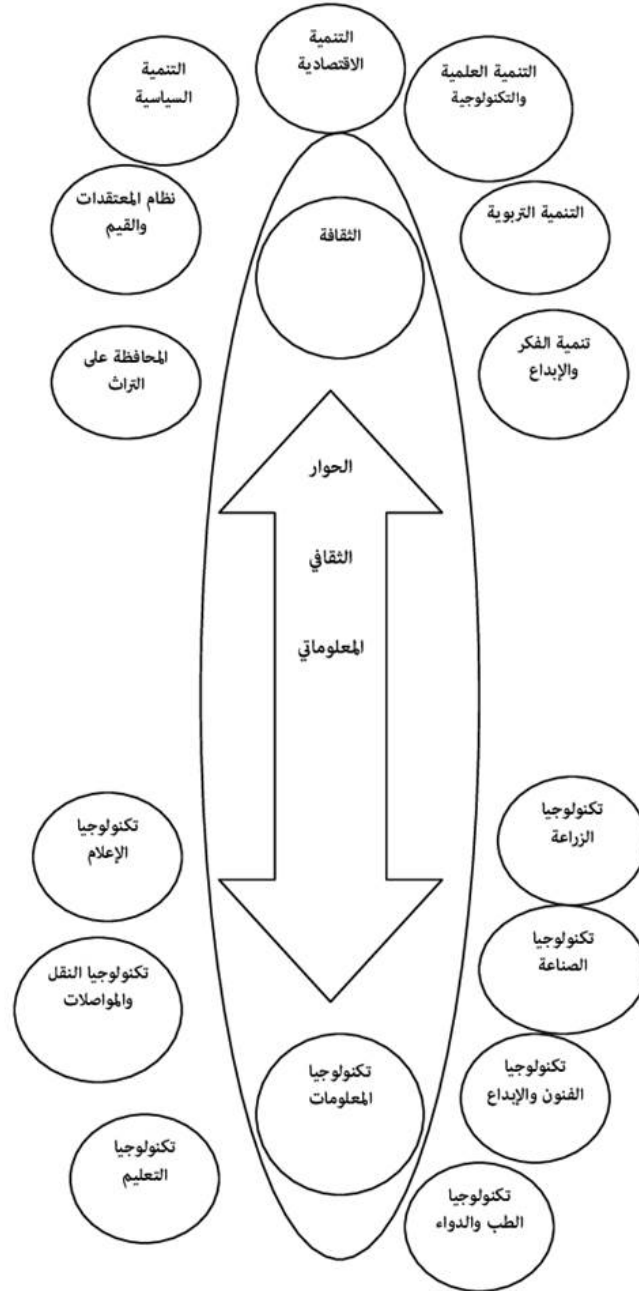 التنمية
الاقتصادية
التنمية العلمية
والتكنولوجية
التنمية
السياسية
التنمية التربوية
نظام المعتقدات
والقيم
الثقافة
تنمية الفكر
والإبداع
المحافظة على
التراث
الحوار
الثقافي
المعلوماتي
تكنولوجيا
الزراعة
تكنولوجيا
الإعلام
تكنولوجيا
الصناعة
تكنولوجيا النقل
والمواصلات
تكنولوجيا
الفنون والإبداع
تكنولوجيا
المعلومات
تكنولوجيا
التعليم
تكنولوجيا
الطب والدواء